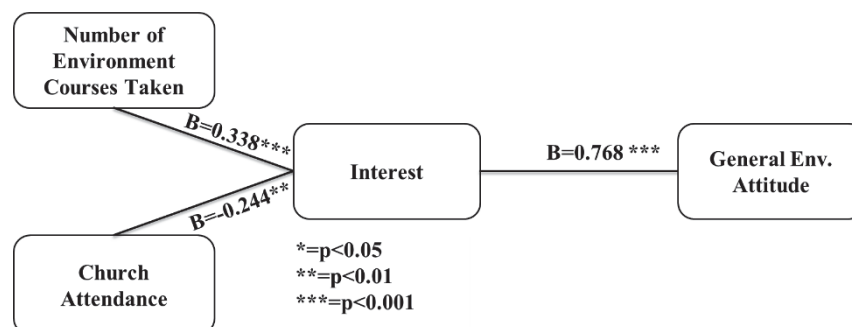 Number of
Environment
Courses Taken
B=0.338***
Interest
B=0.768 ***
General Env.
Attitude
B=-0.244**
Church
Attendance
*=p<0.05
**=p<0.01
***=p<0.001